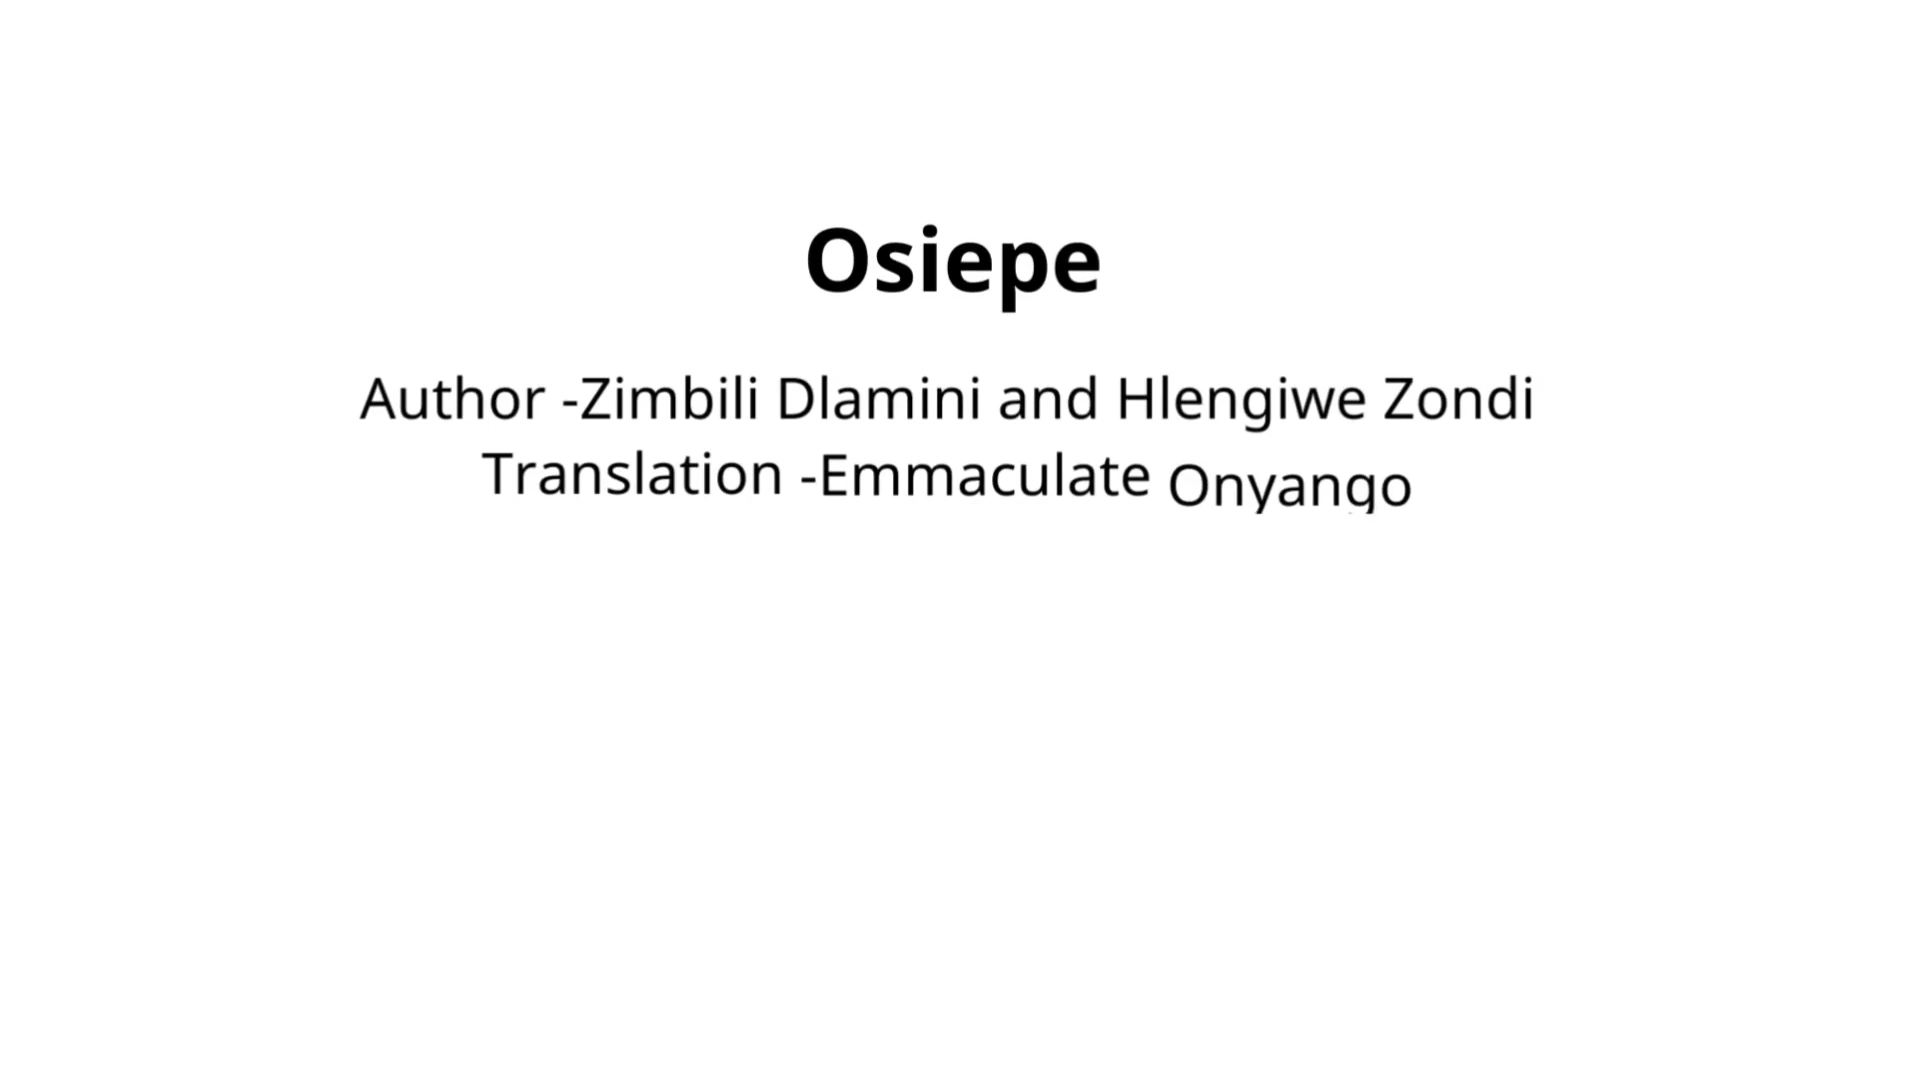 Osiepe
Author -Zimbili Dlamini and Hlengiwe Zondi
Translation -Emmaculate Onyango